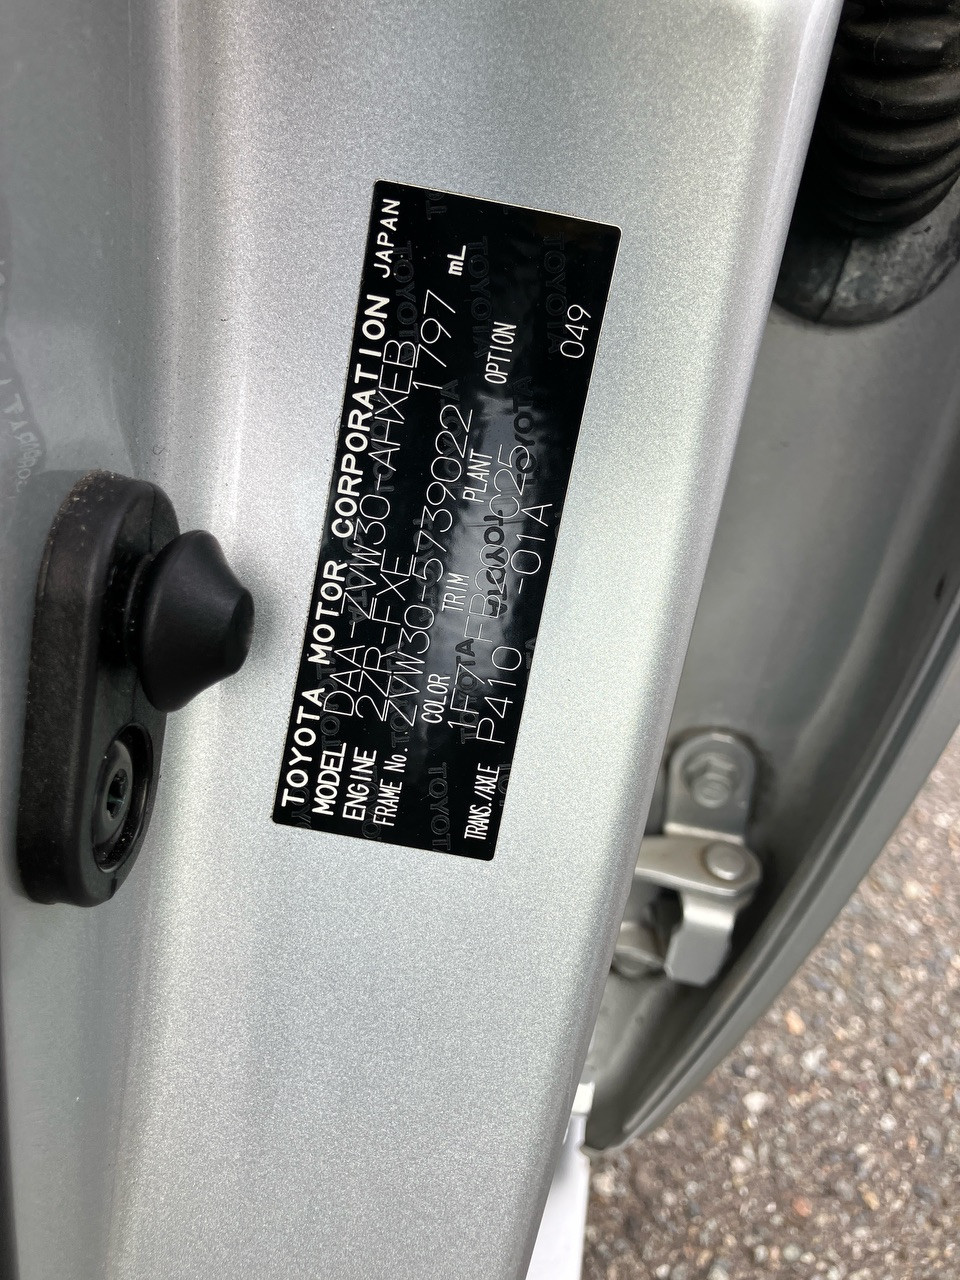 TOYOTA MOTOR CORPORATION JAPAN
MODEL DAA-ZVW30-AHXEB
ENGINE 2ZR-FXE 1797 mL
FRAME No. ZVW30-5739022
COLOR TRIM PLANT OPTION
1F7 FB20 025 049
TRANS./AXLE P410 -01A